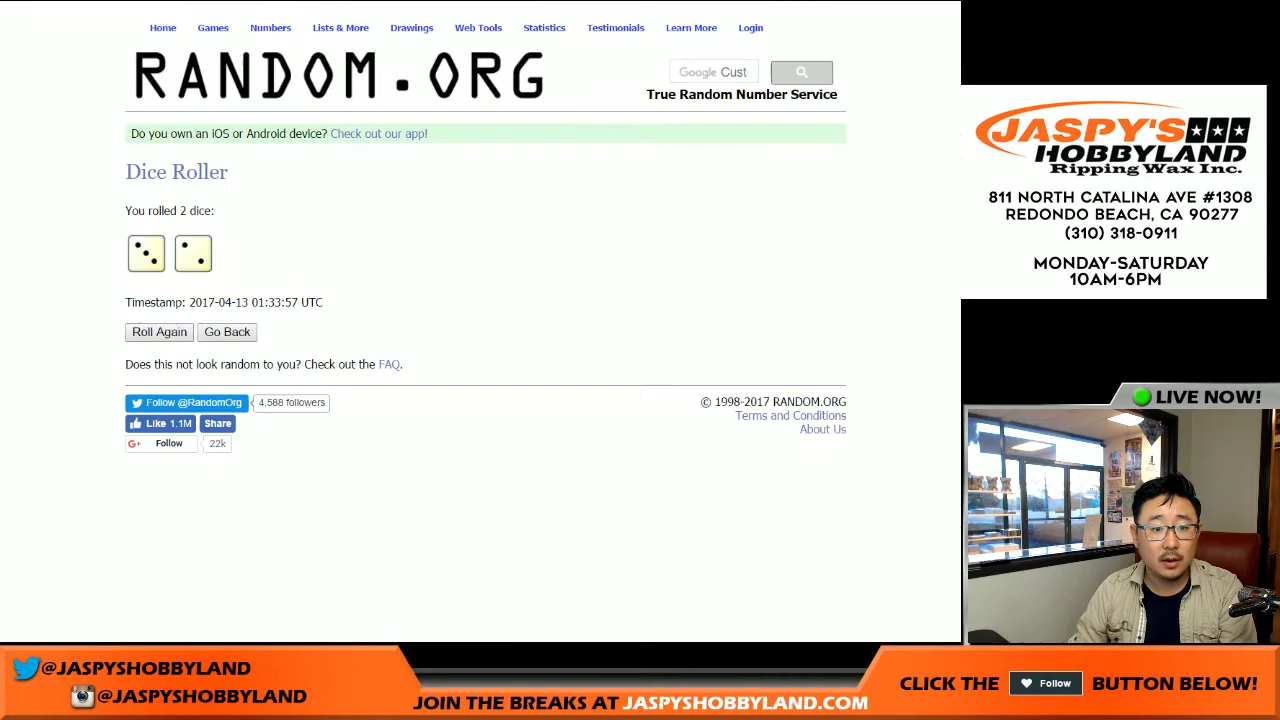 Home Games Numbers Lists & More Drawings Web Tools Statistics Testimonials Learn More Login
RANDOM.ORG
Google Cust
True Random Number Service
Do you own an iOS or Android device? Check out our app!
Dice Roller
You rolled 2 dice:
Timestamp: 2017-04-13 01:33:57 UTC
Roll Again Go Back
Does this not look random to you? Check out the FAQ.
Follow @RandomOrg 4,588 followers
Like 1.1M Share
G+ Follow 22k
© 1998-2017 RANDOM.ORG
Terms and Conditions
About Us
JASPY'S
HOBBYLAND
Ripping Wax Inc.
811 NORTH CATALINA AVE #1308
REDONDO BEACH, CA 90277
(310) 318-0911
MONDAY-SATURDAY
10AM-6PM
LIVE NOW!
@JASPYSHOBBYLAND
@JASPYSHOBBYLAND
JOIN THE BREAKS AT JASPYSHOBBYLAND.COM
CLICK THE Follow BUTTON BELOW!